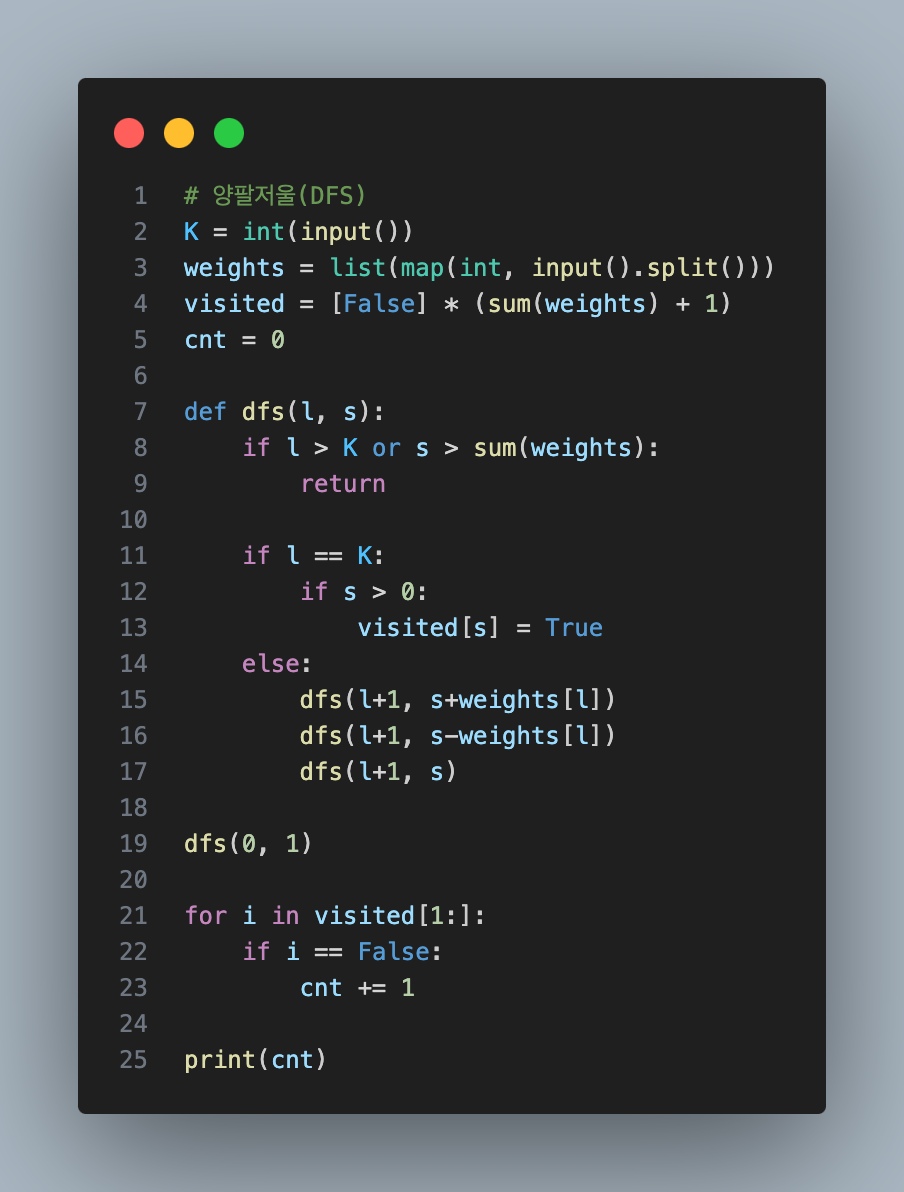 1 # 양팔저울(DFS)
2 K = int(input())
3 weights = list(map(int, input().split()))
4 visited = [False] * (sum(weights) + 1)
5 cnt = 0
6
7 def dfs(l, s):
8     if l > K or s > sum(weights):
9         return
10
11     if l == K:
12         if s > 0:
13             visited[s] = True
14     else:
15         dfs(l+1, s+weights[l])
16         dfs(l+1, s-weights[l])
17         dfs(l+1, s)
18
19 dfs(0, 1)
20
21 for i in visited[1:]:
22     if i == False:
23         cnt += 1
24
25 print(cnt)